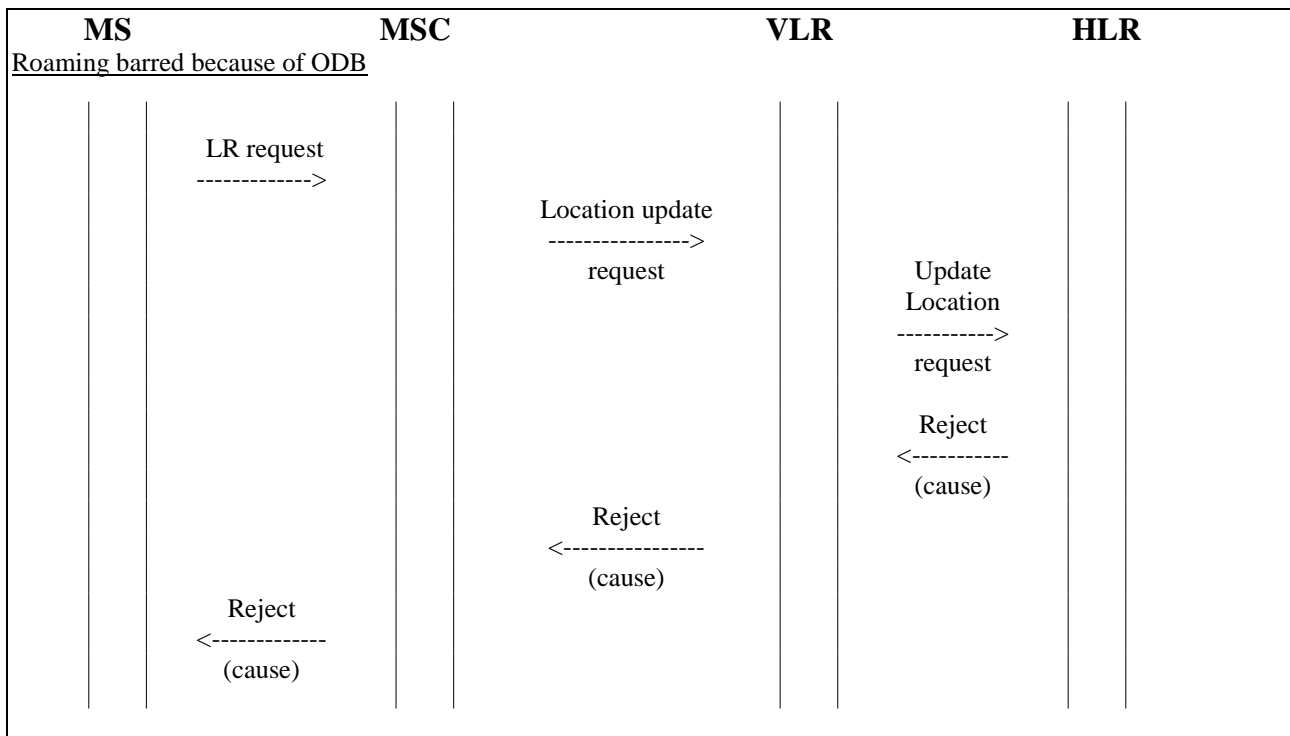 MS MSC VLR HLR
Roaming barred because of ODB
LR request
------------->
Location update
---------------->
request
Update
Location
----------->
request
Reject
<-----------
(cause)
Reject
<----------------
(cause)
Reject
<-------------
(cause)